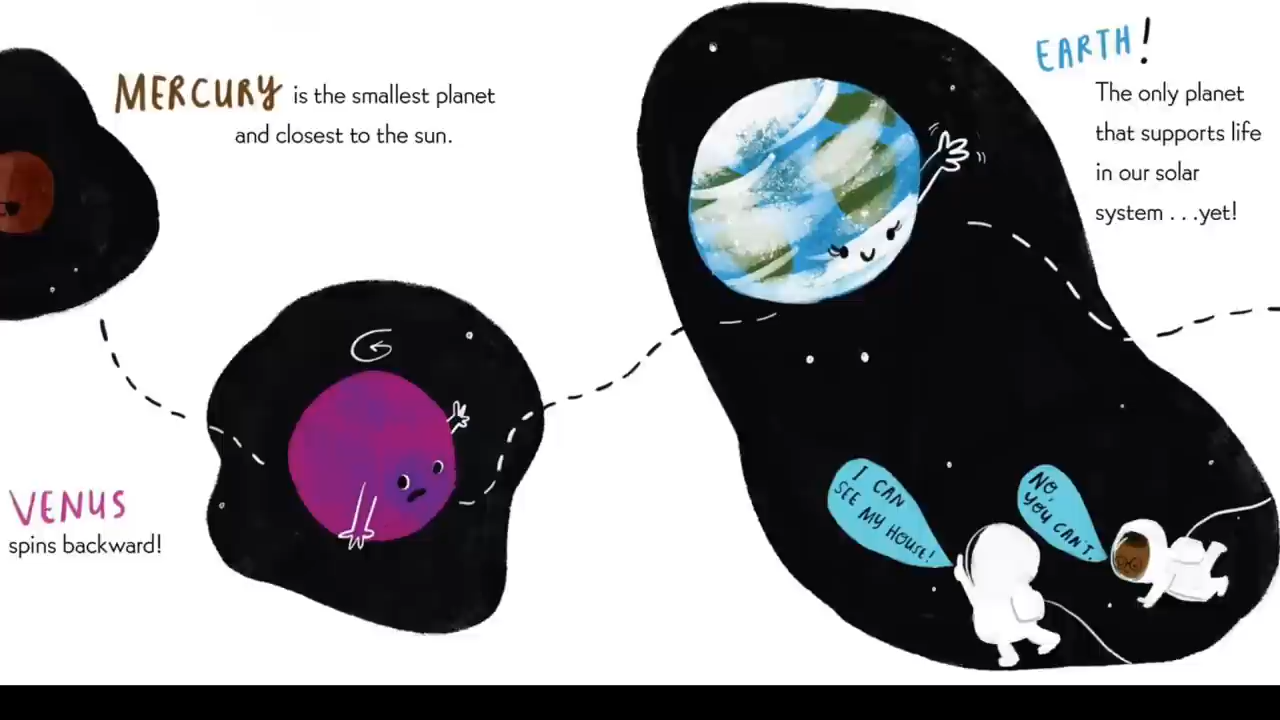 MERCURY is the smallest planet
and closest to the sun.
VENUS
spins backward!
EARTH!
The only planet
that supports life
in our solar
system . . .yet!
I CAN
SEE MY HOUSE!
NO,
YOU CAN'T.